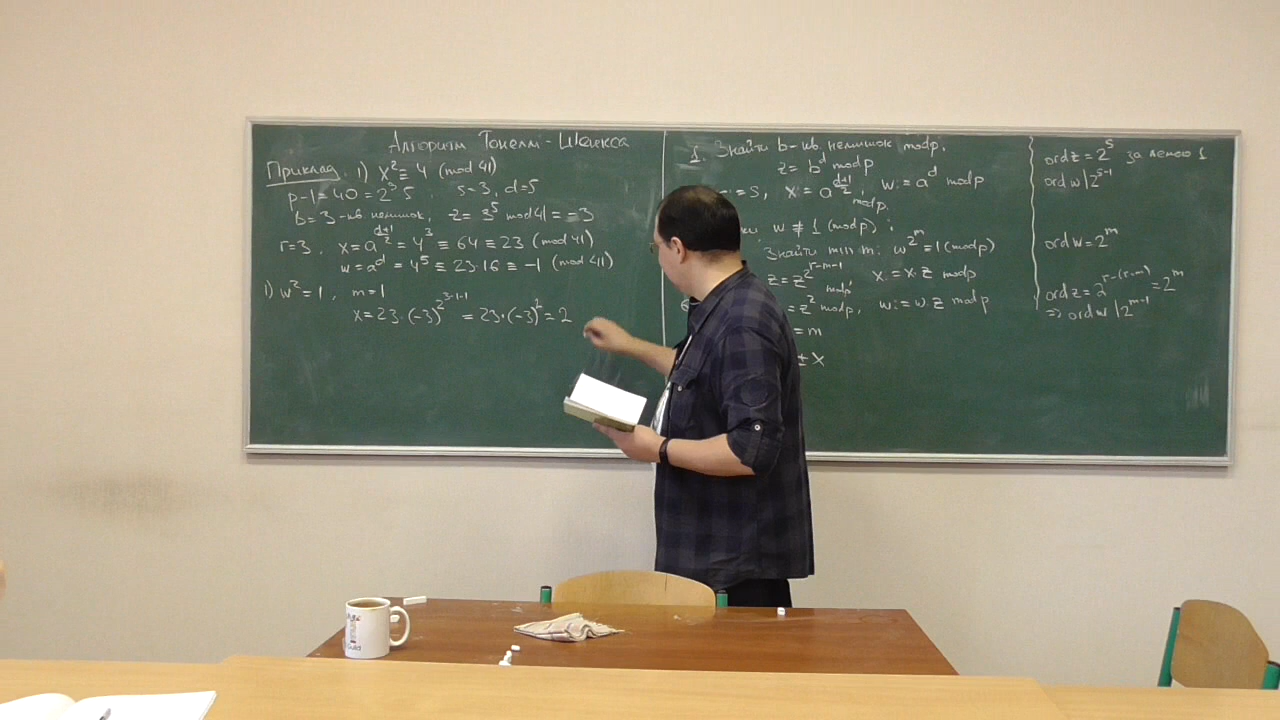 Алгоритм Тонеллі-Шенкса
Приклад. 1) x² ≡ 4 (mod 41)
p-1 = 40 = 2³·5 s=3, d=5
b = 3 - кв. нелишок, z = 3⁵ mod 41 = -3
r=3, x = a^((d+1)/2) = 4³ ≡ 64 ≡ 23 (mod 41)
w = a^d = 4⁵ ≡ 23·16 ≡ -1 (mod 41)
1) w² = 1, m=1
x = 23·(-3)^(2^(3-1-1)) = 23·(-3)² = 2
1. Знайти b - кв. нелишок mod p.
z = b^d mod p
= s, x := a^((d+1)/2) mod p, w := a^d mod p
w ≢ 1 (mod p):
Знайти min m: w^(2^m) = 1 (mod p)
z = z^(2^(r-m-1)) mod p, x := x·z mod p
= z² mod p, w := w·z mod p
= m
± x
ord z = 2^s за лемою 1
ord w | 2^(s-1)
ord w = 2^m
ord z = 2^(r-(r-m)) = 2^m
⇒ ord w | 2^(m-1)